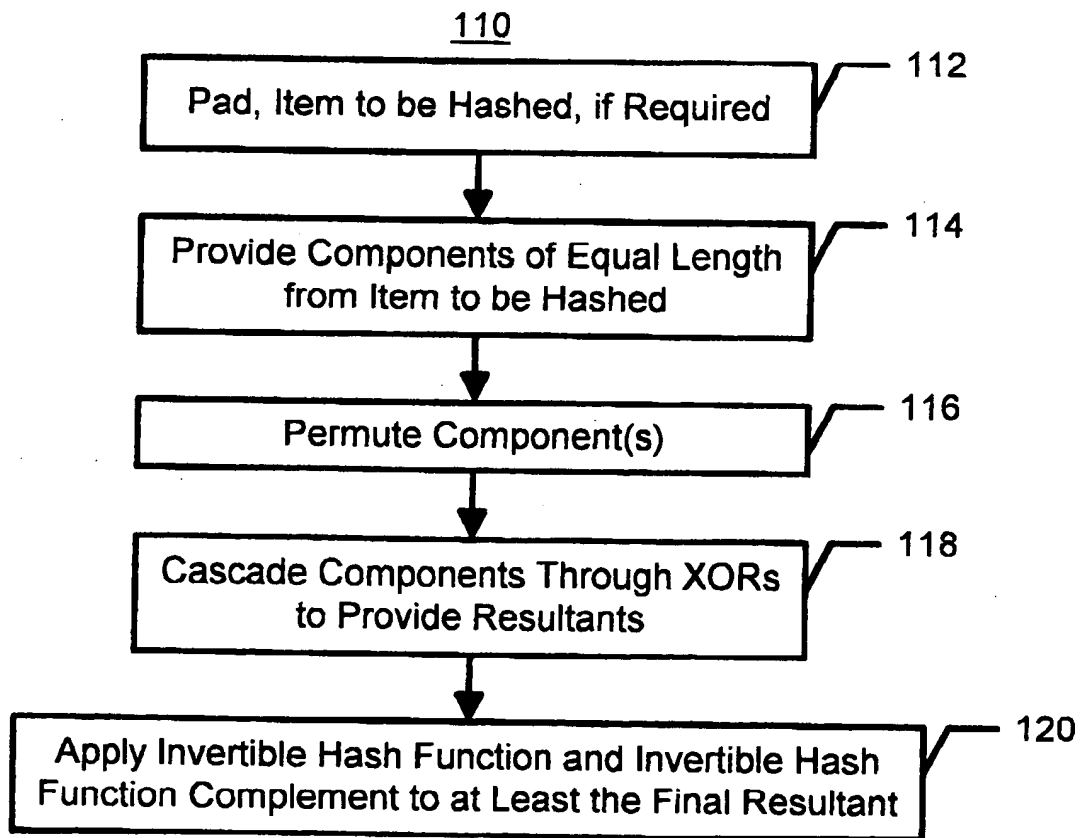 110
112
Pad, Item to be Hashed, if Required
114
Provide Components of Equal Length
from Item to be Hashed
116
Permute Component(s)
118
Cascade Components Through XORs
to Provide Resultants
120
Apply Invertible Hash Function and Invertible Hash
Function Complement to at Least the Final Resultant